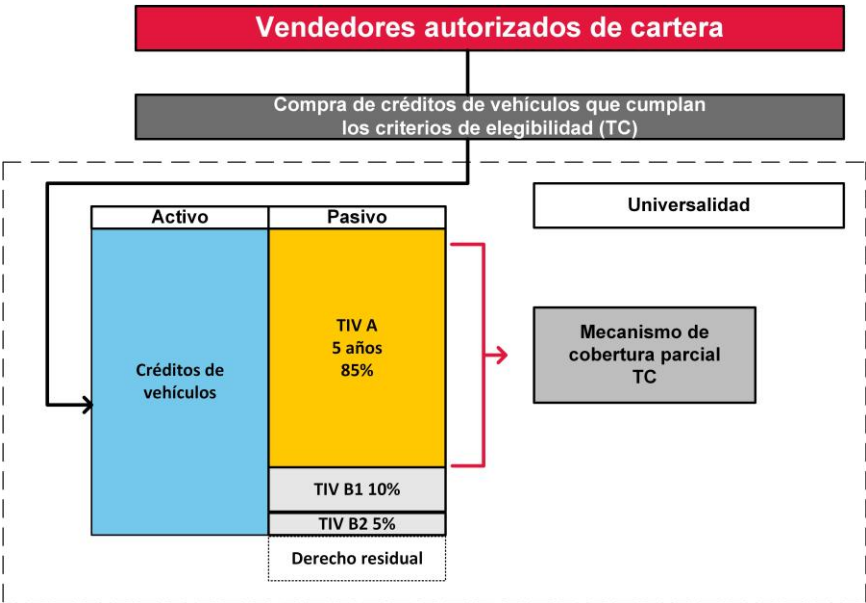 Vendedores autorizados de cartera
Compra de créditos de vehículos que cumplan
los criterios de elegibilidad (TC)
Universalidad
Activo
Pasivo
TIV A
5 años
85%
Créditos de
vehículos
Mecanismo de
cobertura parcial
TC
TIV B1 10%
TIV B2 5%
Derecho residual